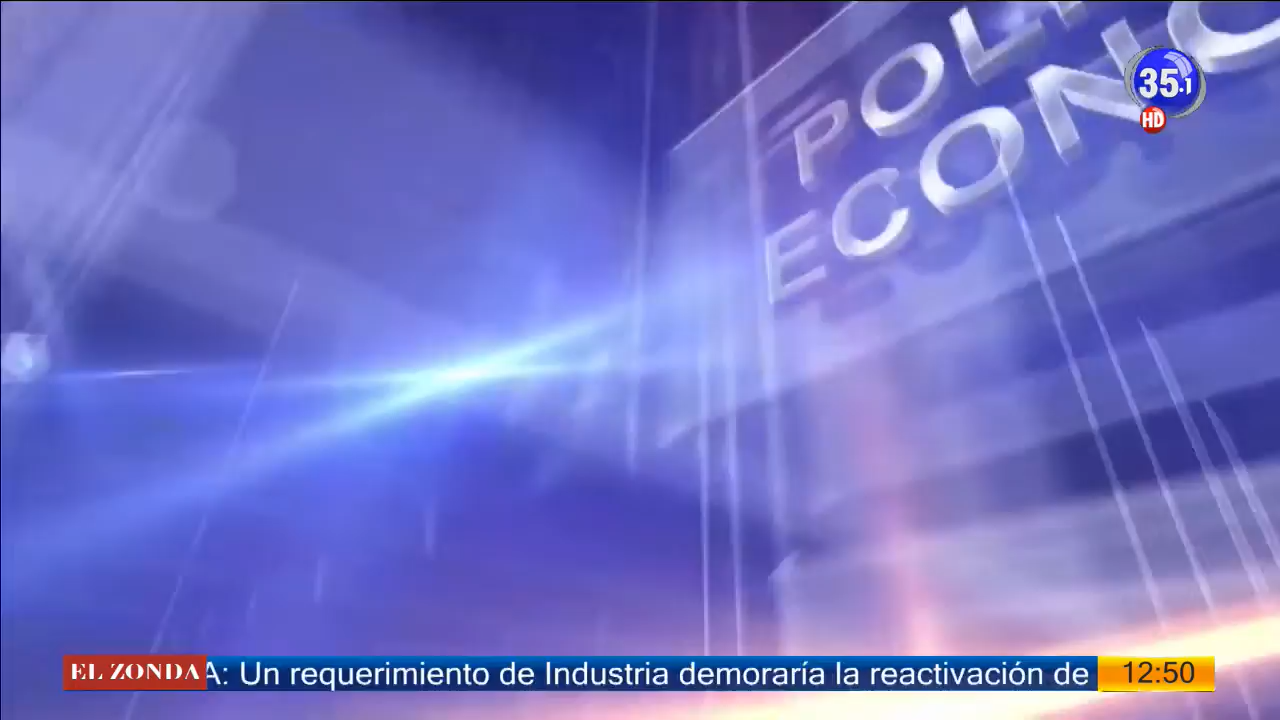 POL
ECONO
35.1
HD
EL ZONDA
A: Un requerimiento de Industria demoraría la reactivación de
12:50